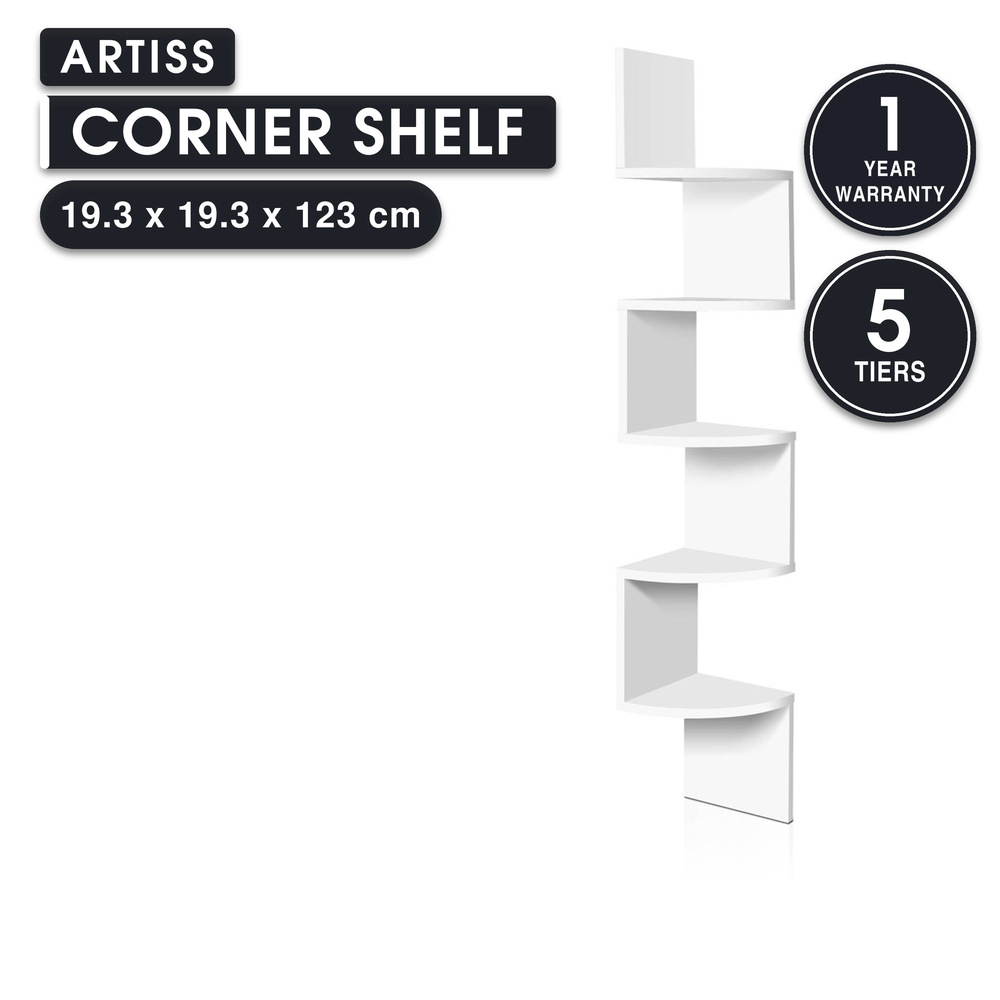 ARTISS
CORNER SHELF
19.3 x 19.3 x 123 cm
1
YEAR
WARRANTY
5
TIERS